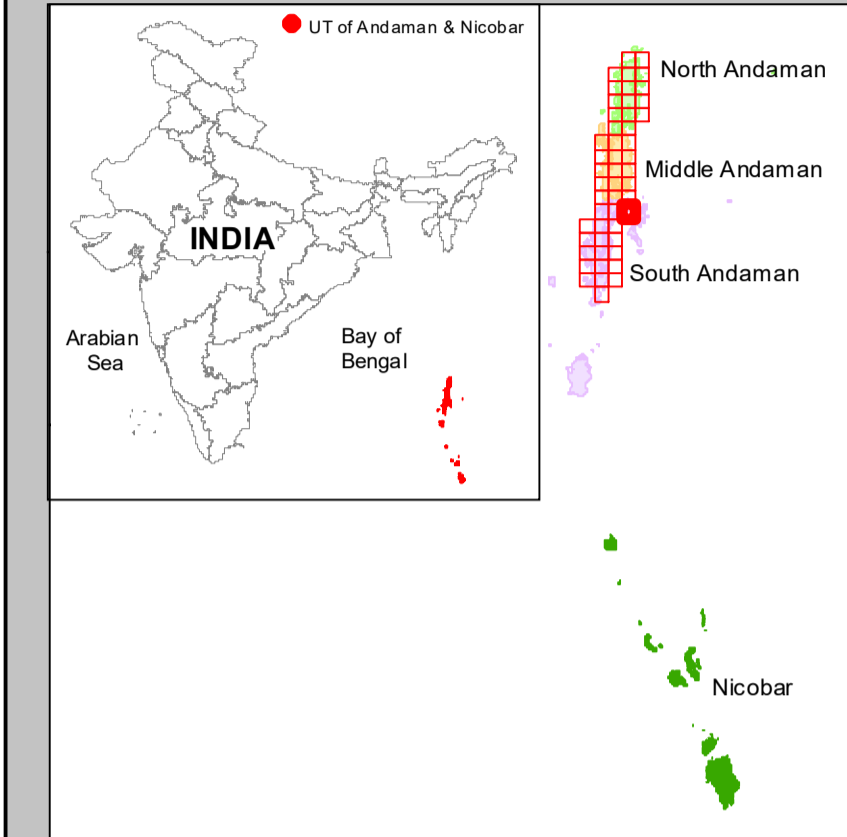 UT of Andaman & Nicobar
INDIA
Arabian
Sea
Bay of
Bengal
North Andaman
Middle Andaman
South Andaman
Nicobar